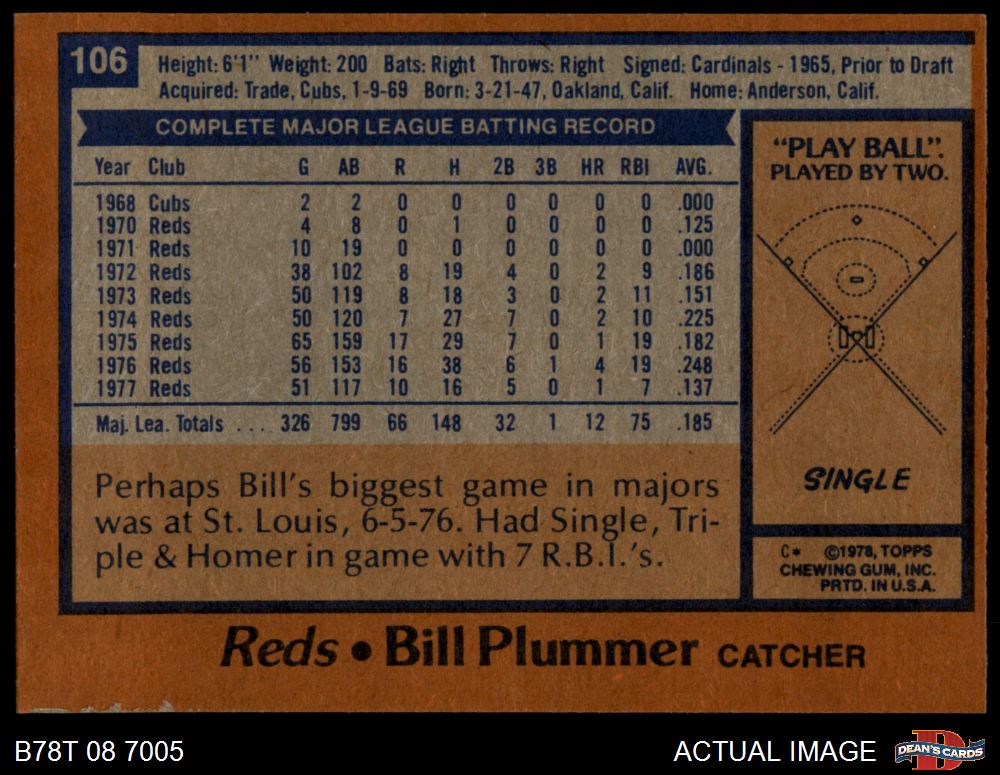 106
Height: 6'1" Weight: 200 Bats: Right Throws: Right Signed: Cardinals - 1965, Prior to Draft
Acquired: Trade, Cubs, 1-9-69 Born: 3-21-47, Oakland, Calif. Home: Anderson, Calif.
COMPLETE MAJOR LEAGUE BATTING RECORD
Year Club G AB R H 2B 3B HR RBI AVG.
1968 Cubs 2 2 0 0 0 0 0 0 .000
1970 Reds 4 8 0 1 0 0 0 0 .125
1971 Reds 10 19 0 0 0 0 0 0 .000
1972 Reds 38 102 8 19 4 0 2 9 .186
1973 Reds 50 119 8 18 3 0 2 11 .151
1974 Reds 50 120 7 27 7 0 2 10 .225
1975 Reds 65 159 17 29 7 0 1 19 .182
1976 Reds 56 153 16 38 6 1 4 19 .248
1977 Reds 51 117 10 16 5 0 1 7 .137
Maj. Lea. Totals .... 326 799 66 148 32 1 12 75 .185
Perhaps Bill's biggest game in majors
was at St. Louis, 6-5-76. Had Single, Tri-
ple & Homer in game with 7 R.B.I.'s.
"PLAY BALL".
PLAYED BY TWO.
SINGLE
C* ©1978, TOPPS
CHEWING GUM, INC.
PRTD. IN U.S.A.
Reds • Bill Plummer CATCHER
B78T 08 7005
ACTUAL IMAGE
D
DEAN'S CARDS